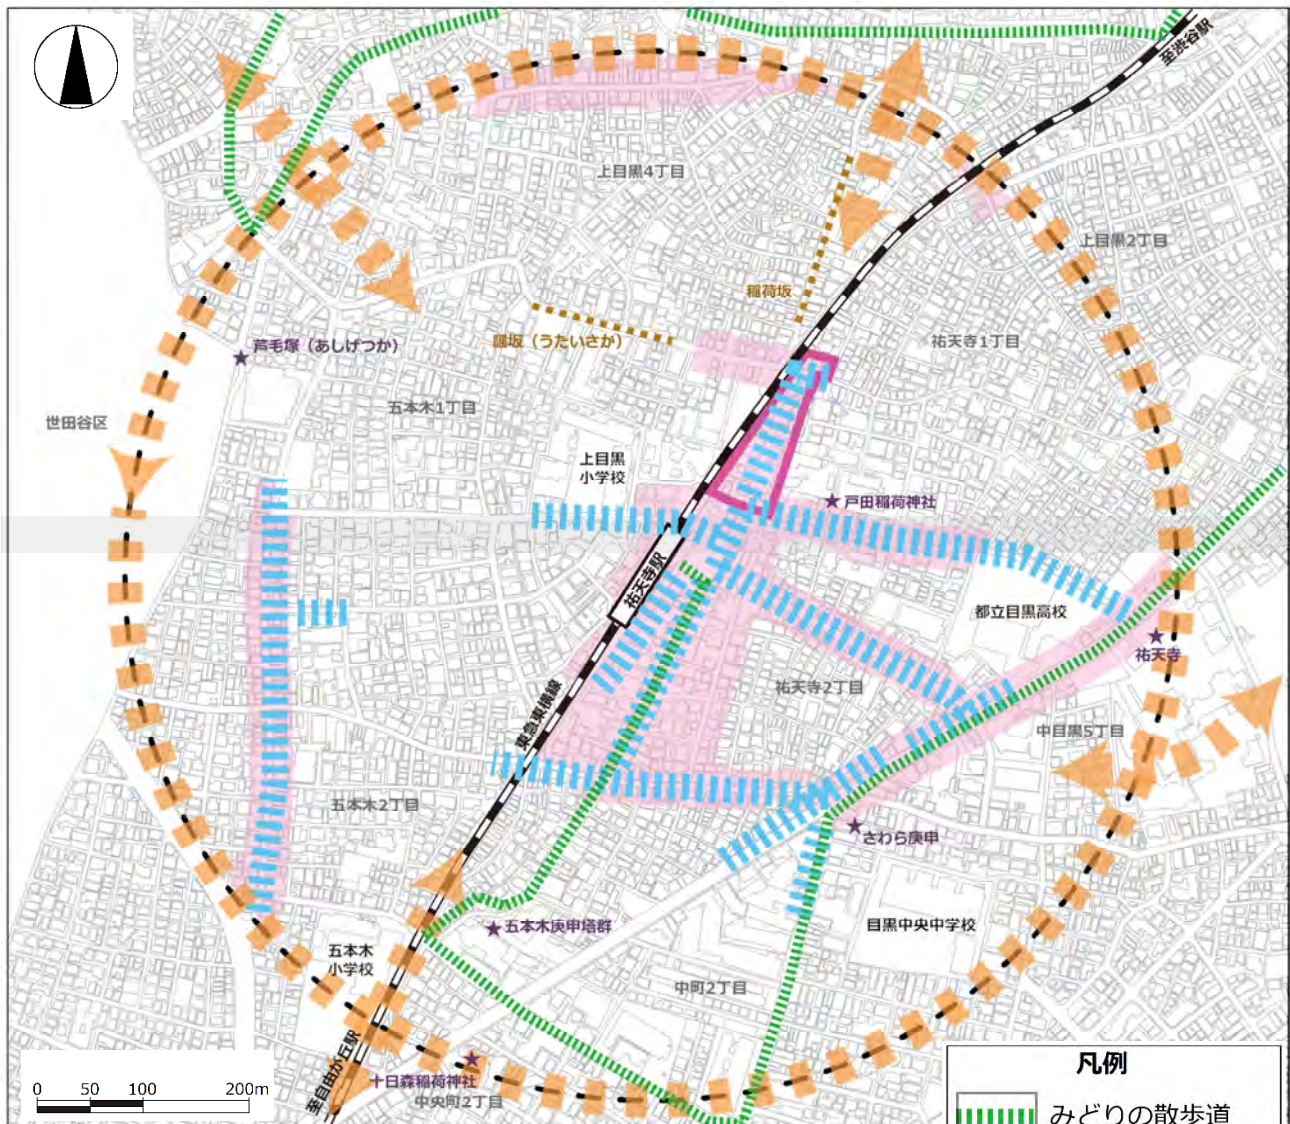 至渋谷駅
上目黒4丁目
上目黒2丁目
稲荷坂
謳坂（うたいさか）
祐天寺1丁目
芦毛塚（あしげつか）
五本木1丁目
世田谷区
上目黒
小学校
戸田稲荷神社
祐天寺駅
都立目黒高校
祐天寺
祐天寺2丁目
東急東横線
中目黒5丁目
五本木2丁目
さわら庚申
五本木庚申塔群
目黒中央中学校
五本木
小学校
中町2丁目
至自由が丘駅
十日森稲荷神社
中央町2丁目
0 50 100 200m
凡例
みどりの散歩道